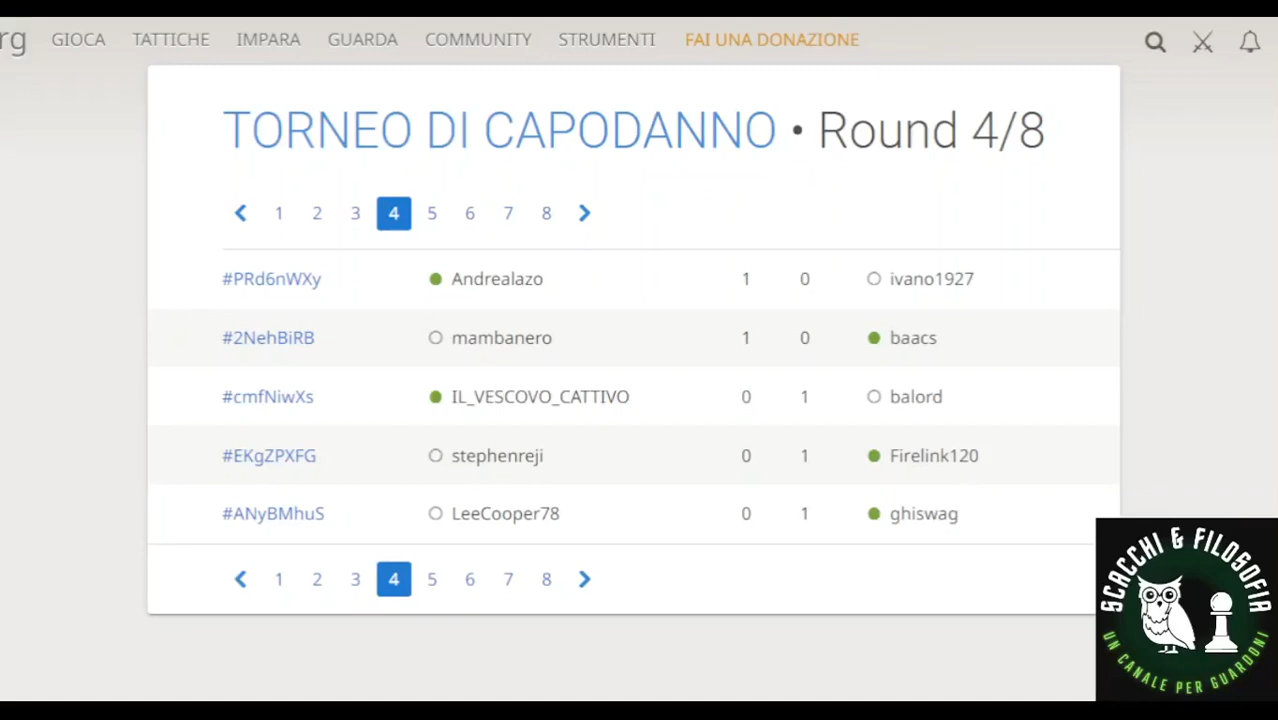 rg GIOCA TATTICHE IMPARA GUARDA COMMUNITY STRUMENTI FAI UNA DONAZIONE
TORNEO DI CAPODANNO • Round 4/8
1 2 3 4 5 6 7 8
#PRd6nWXy Andrealazo 1 0 ivano1927
#2NehBiRB mambanero 1 0 baacs
#cmfNiwXs IL_VESCOVO_CATTIVO 0 1 balord
#EKgZPXFG stephenreji 0 1 Firelink120
#ANyBMhuS LeeCooper78 0 1 ghiswag
1 2 3 4 5 6 7 8
SCACCHI & FILOSOFIA
UN CANALE PER GUARDONI